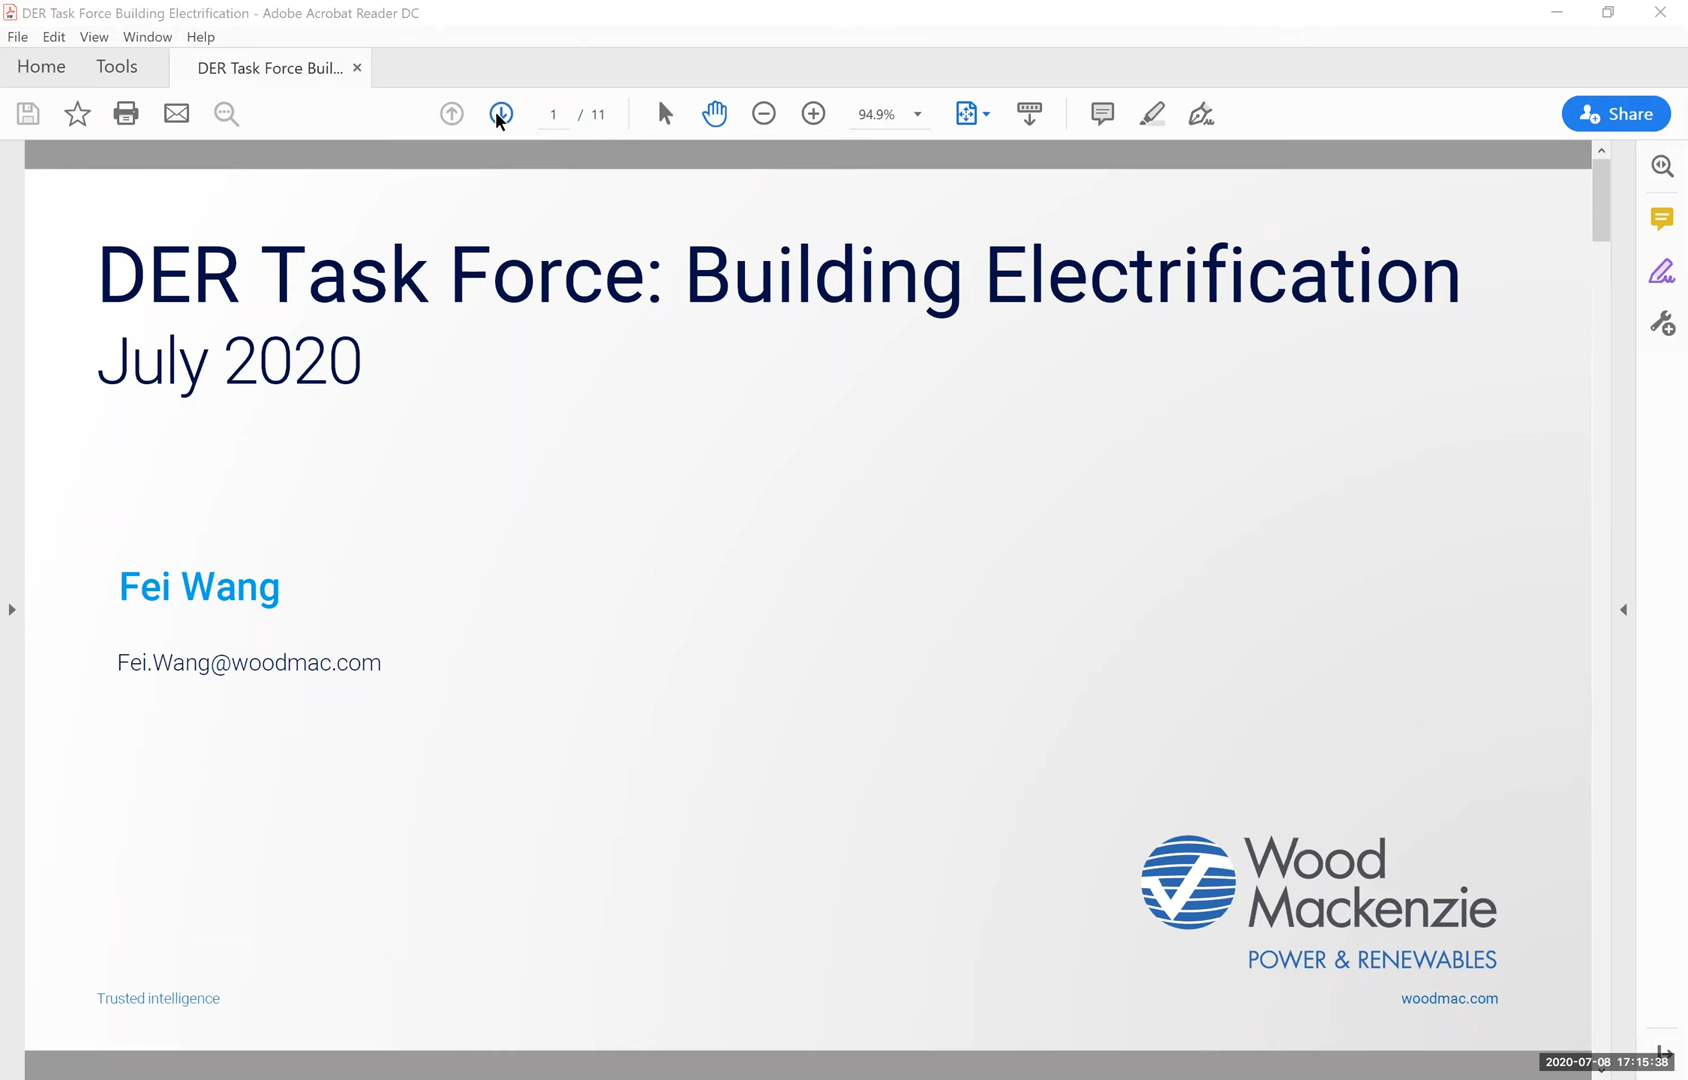 DER Task Force Building Electrification - Adobe Acrobat Reader DC
File Edit View Window Help
Home Tools DER Task Force Buil... ×
1 / 11 94.9% Share
DER Task Force: Building Electrification
July 2020
Fei Wang
Fei.Wang@woodmac.com
Wood
Mackenzie
POWER & RENEWABLES
Trusted intelligence
woodmac.com
2020-07-08 17:15:38